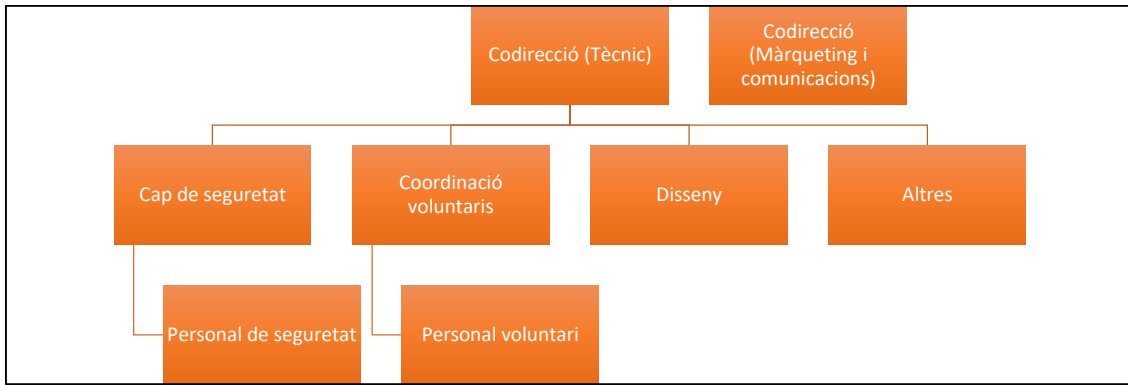 Codirecció (Tècnic)
Codirecció
(Màrqueting i
comunicacions)
Cap de seguretat
Coordinació
voluntaris
Disseny
Altres
Personal de seguretat
Personal voluntari